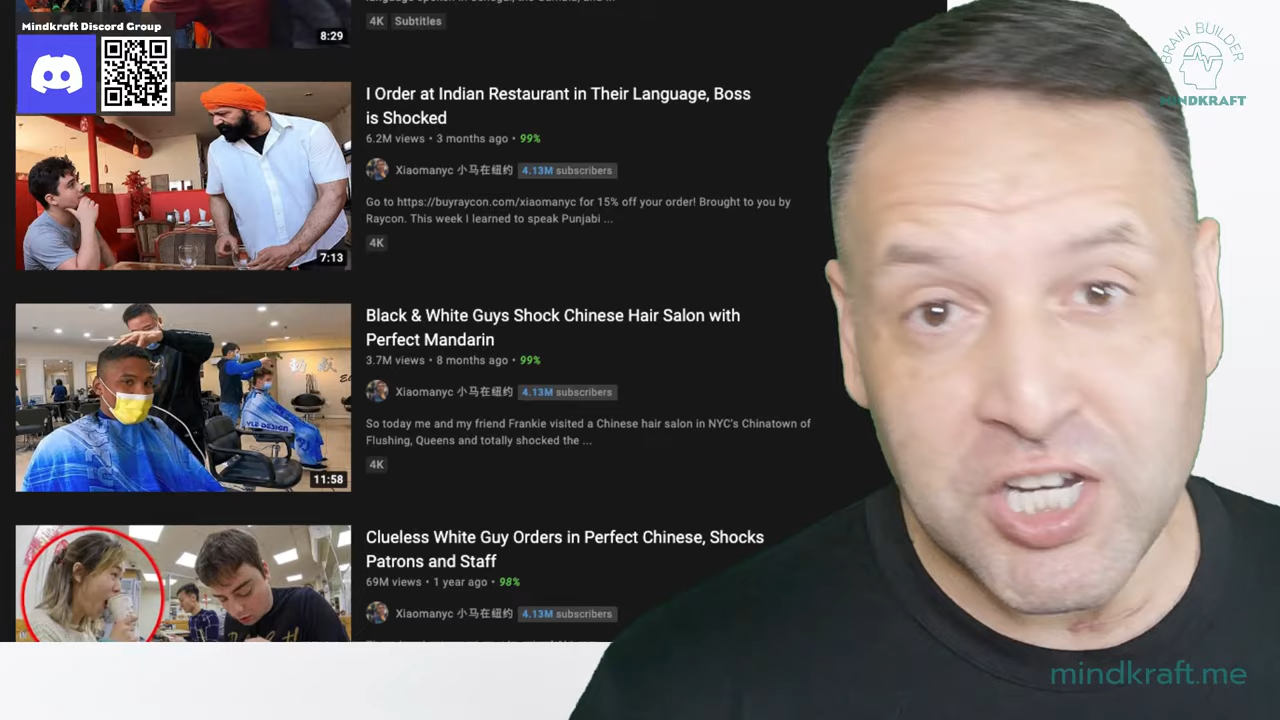 Mindkraft Discord Group
8:29
4K Subtitles
I Order at Indian Restaurant in Their Language, Boss
is Shocked
6.2M views • 3 months ago • 99%
Xiaomanyc 小马在纽约 4.13M subscribers
Go to https://buyraycon.com/xiaomanyc for 15% off your order! Brought to you by
Raycon. This week I learned to speak Punjabi ...
4K
7:13
Black & White Guys Shock Chinese Hair Salon with
Perfect Mandarin
3.7M views • 8 months ago • 99%
Xiaomanyc 小马在纽约 4.13M subscribers
So today me and my friend Frankie visited a Chinese hair salon in NYC's Chinatown of
Flushing, Queens and totally shocked the ...
4K
YLE DESIGN
11:58
Clueless White Guy Orders in Perfect Chinese, Shocks
Patrons and Staff
69M views • 1 year ago • 98%
Xiaomanyc 小马在纽约 4.13M subscribers
BRAIN BUILDER
MINDKRAFT
mindkraft.me